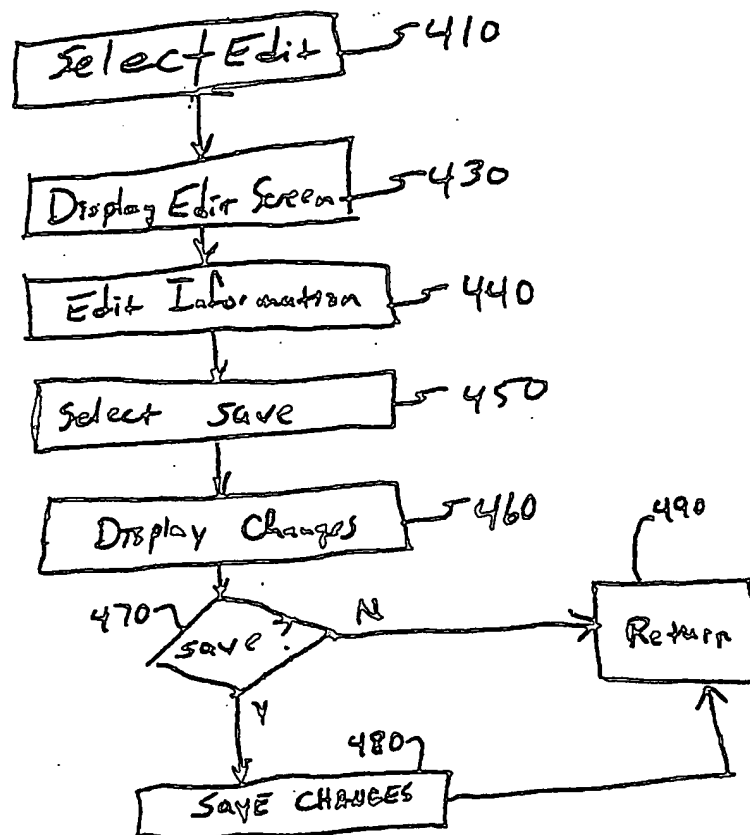 Select Edit
410
Display Edit Screen
430
Edit Information
440
Select save
450
Display Changes
460
470
save?
N
490
Return
Y
480
SAVE CHANGES